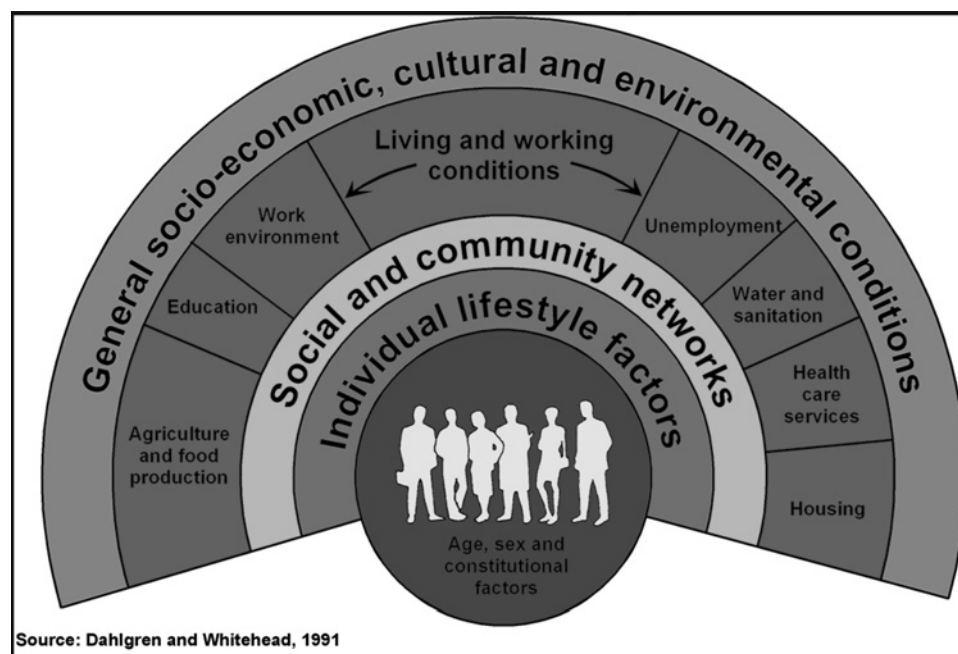 General socio-economic, cultural and environmental conditions
Living and working
conditions
Work
environment
Unemployment
Education
Water and
sanitation
Agriculture
and food
production
Health
care
services
Housing
Social and community networks
Individual lifestyle factors
Age, sex and
constitutional
factors
Source: Dahlgren and Whitehead, 1991